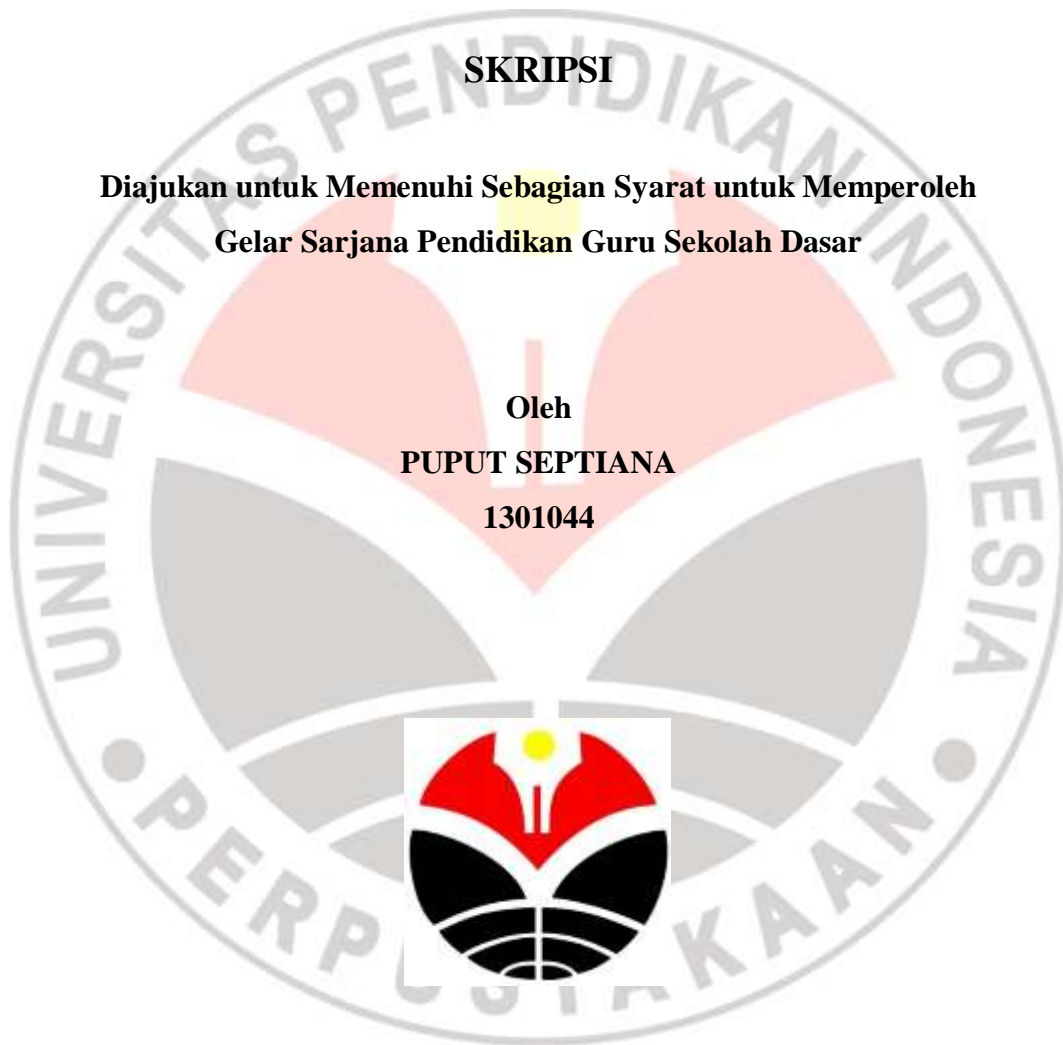 SKRIPSI
Diajukan untuk Memenuhi Sebagian Syarat untuk Memperoleh
Gelar Sarjana Pendidikan Guru Sekolah Dasar
Oleh
PUPUT SEPTIANA
1301044
UNIVERSITAS PENDIDIKAN INDONESIA
PERPUSTAKAAN